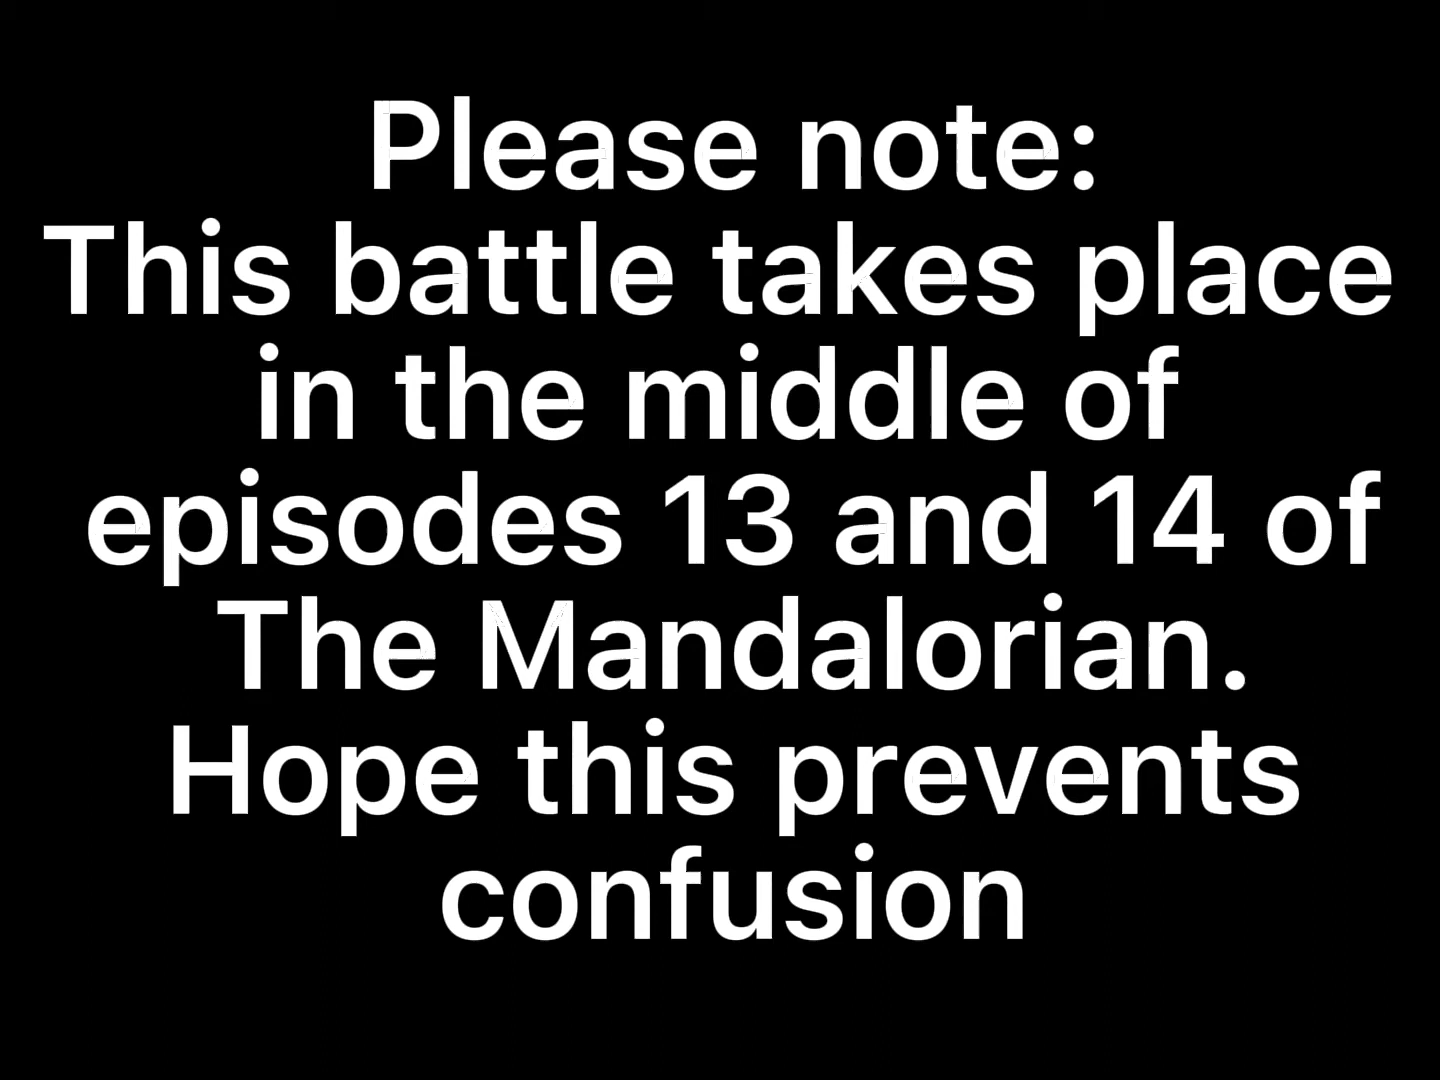 Please note:
This battle takes place
in the middle of
episodes 13 and 14 of
The Mandalorian.
Hope this prevents
confusion